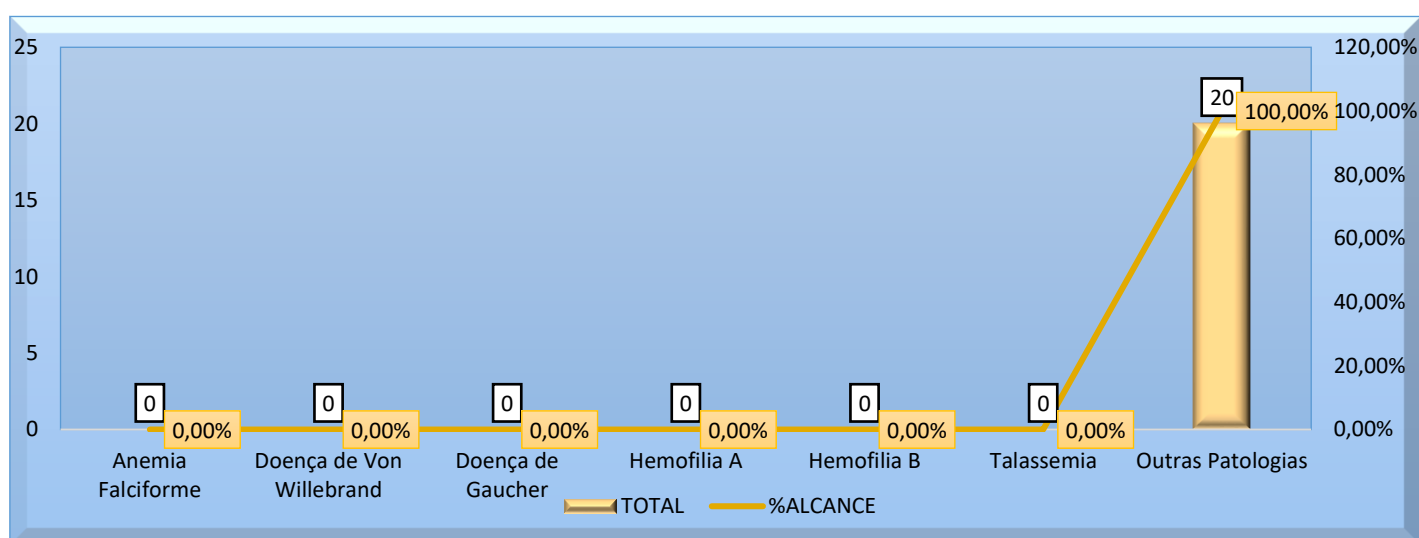 25
20
15
10
5
0
120,00%
100,00%
80,00%
60,00%
40,00%
20,00%
0,00%
0
0
0
0
0
0
20
0,00%
0,00%
0,00%
0,00%
0,00%
0,00%
100,00%
Anemia
Falciforme
Doença de Von
Willebrand
Doença de
Gaucher
Hemofilia A
Hemofilia B
Talassemia
Outras Patologias
TOTAL
%ALCANCE